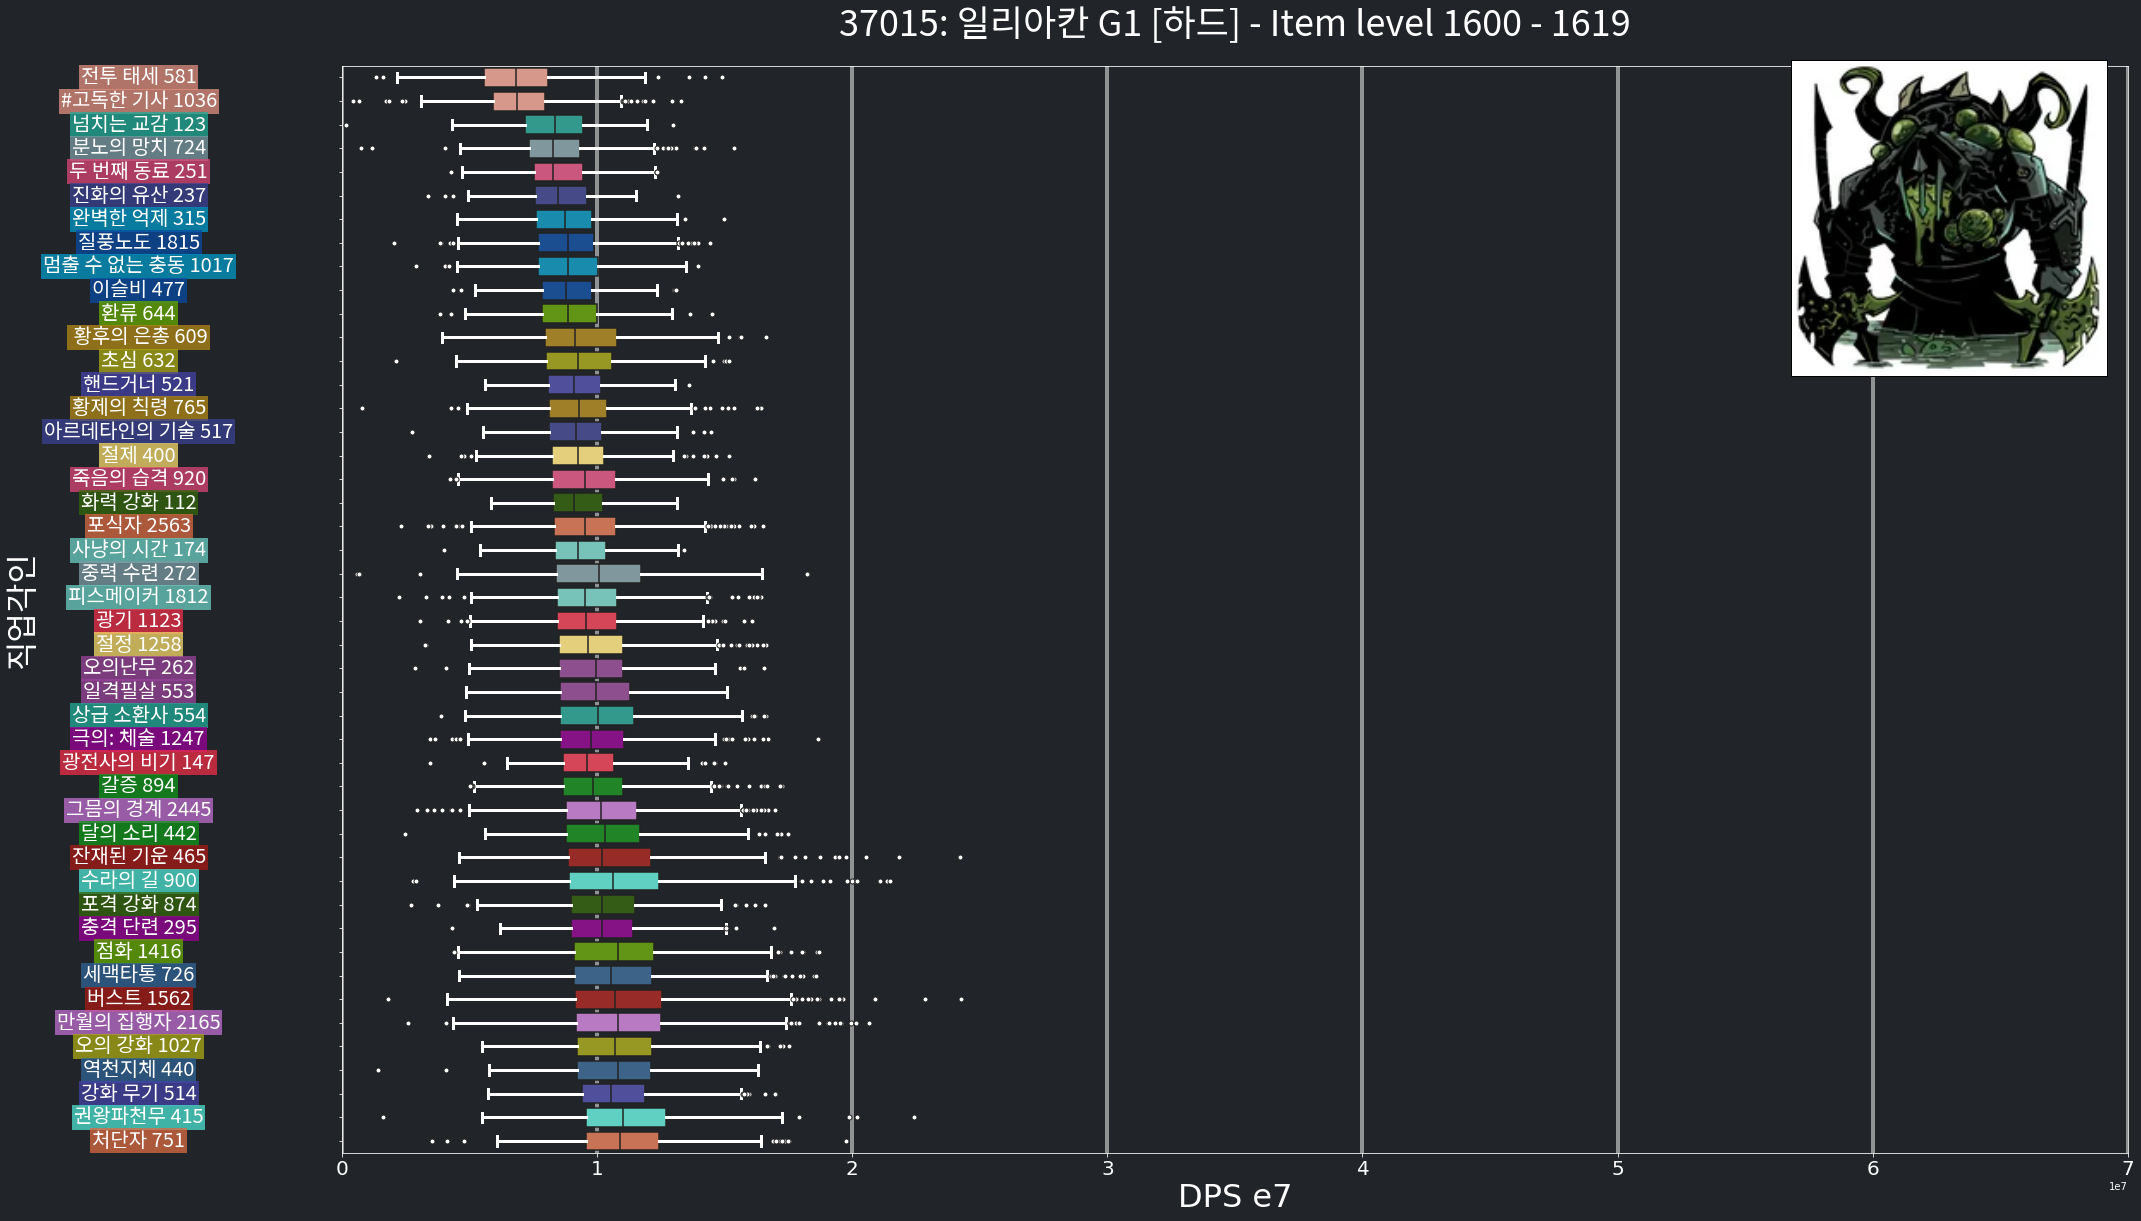 37015: 일리아칸 G1 [하드] - Item level 1600 - 1619
전투 태세 581
#고독한 기사 1036
넘치는 교감 123
분노의 망치 724
두 번째 동료 251
진화의 유산 237
완벽한 억제 315
질풍노도 1815
멈출 수 없는 충동 1017
이슬비 477
환류 644
황후의 은총 609
초심 632
핸드거너 521
황제의 칙령 765
아르데타인의 기술 517
절제 400
죽음의 습격 920
화력 강화 112
포식자 2563
사냥의 시간 174
중력 수련 272
피스메이커 1812
광기 1123
절정 1258
오의난무 262
일격필살 553
상급 소환사 554
극의: 체술 1247
광전사의 비기 147
갈증 894
그믐의 경계 2445
달의 소리 442
잔재된 기운 465
수라의 길 900
포격 강화 874
충격 단련 295
점화 1416
세맥타통 726
버스트 1562
만월의 집행자 2165
오의 강화 1027
역천지체 440
강화 무기 514
권왕파천무 415
처단자 751
직업각인
0 1 2 3 4 5 6 7
1e7
DPS e7